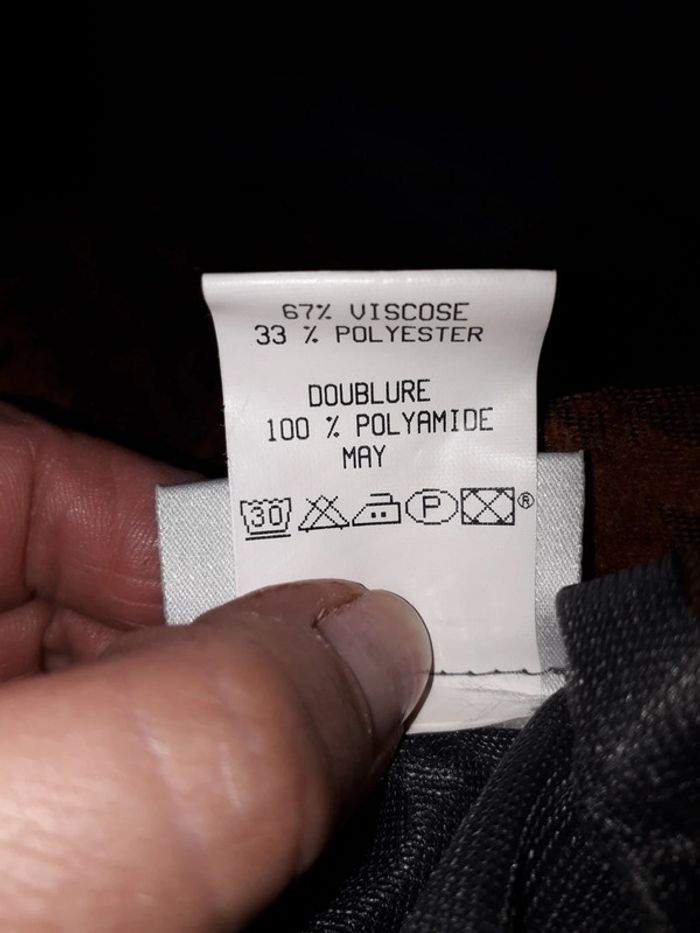 67% VISCOSE
33 % POLYESTER
DOUBLURE
100 % POLYAMIDE
MAY
30 P ®